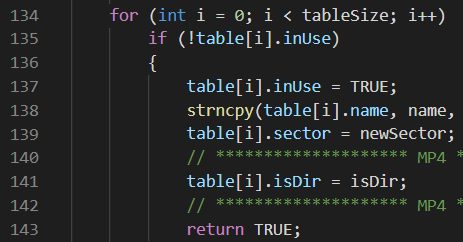 134 for (int i = 0; i < tableSize; i++)
135 if (!table[i].inUse)
136 {
137 table[i].inUse = TRUE;
138 strncpy(table[i].name, name,
139 table[i].sector = newSector;
140 // ******************** MP4 *
141 table[i].isDir = isDir;
142 // ******************** MP4 *
143 return TRUE;